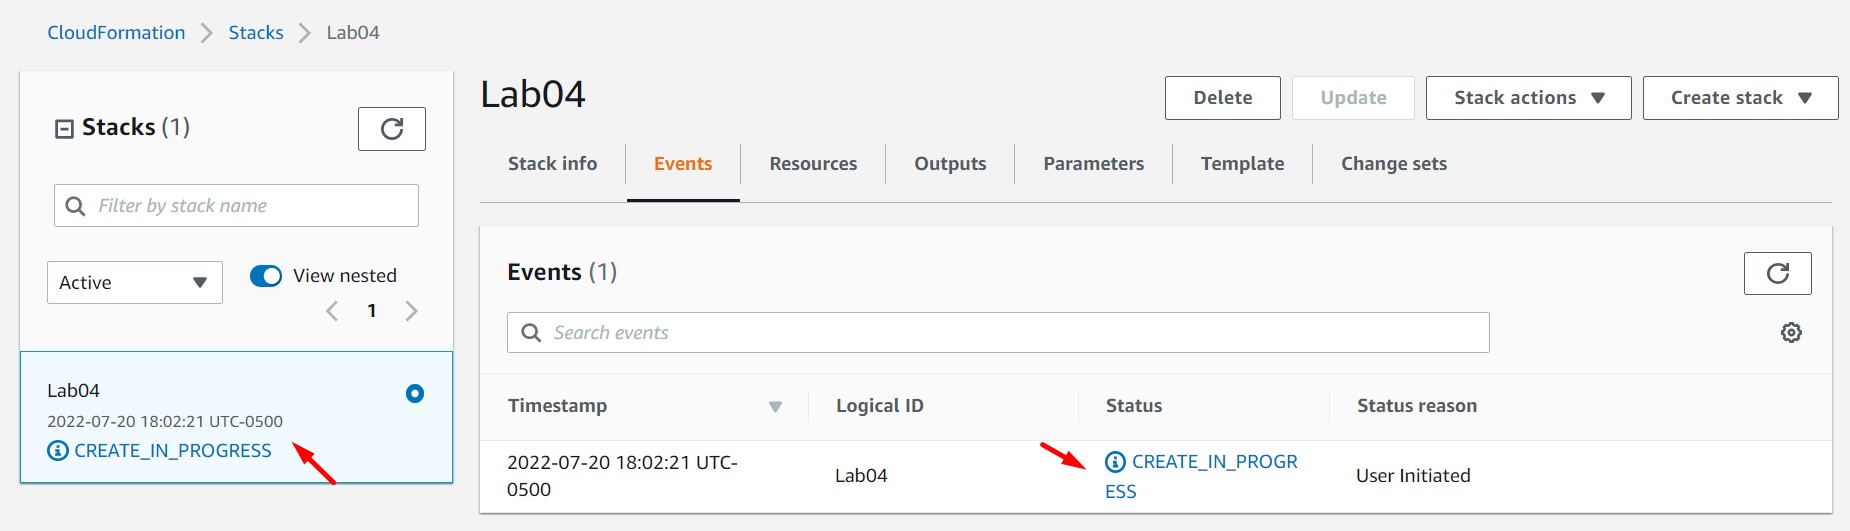 CloudFormation Stacks Lab04
Stacks (1)
Filter by stack name
Active
View nested
1
Lab04
2022-07-20 18:02:21 UTC-0500
CREATE_IN_PROGRESS
Lab04
Delete
Update
Stack actions
Create stack
Stack info
Events
Resources
Outputs
Parameters
Template
Change sets
Events (1)
Search events
Timestamp
Logical ID
Status
Status reason
2022-07-20 18:02:21 UTC-
0500
Lab04
CREATE_IN_PROGR
ESS
User Initiated